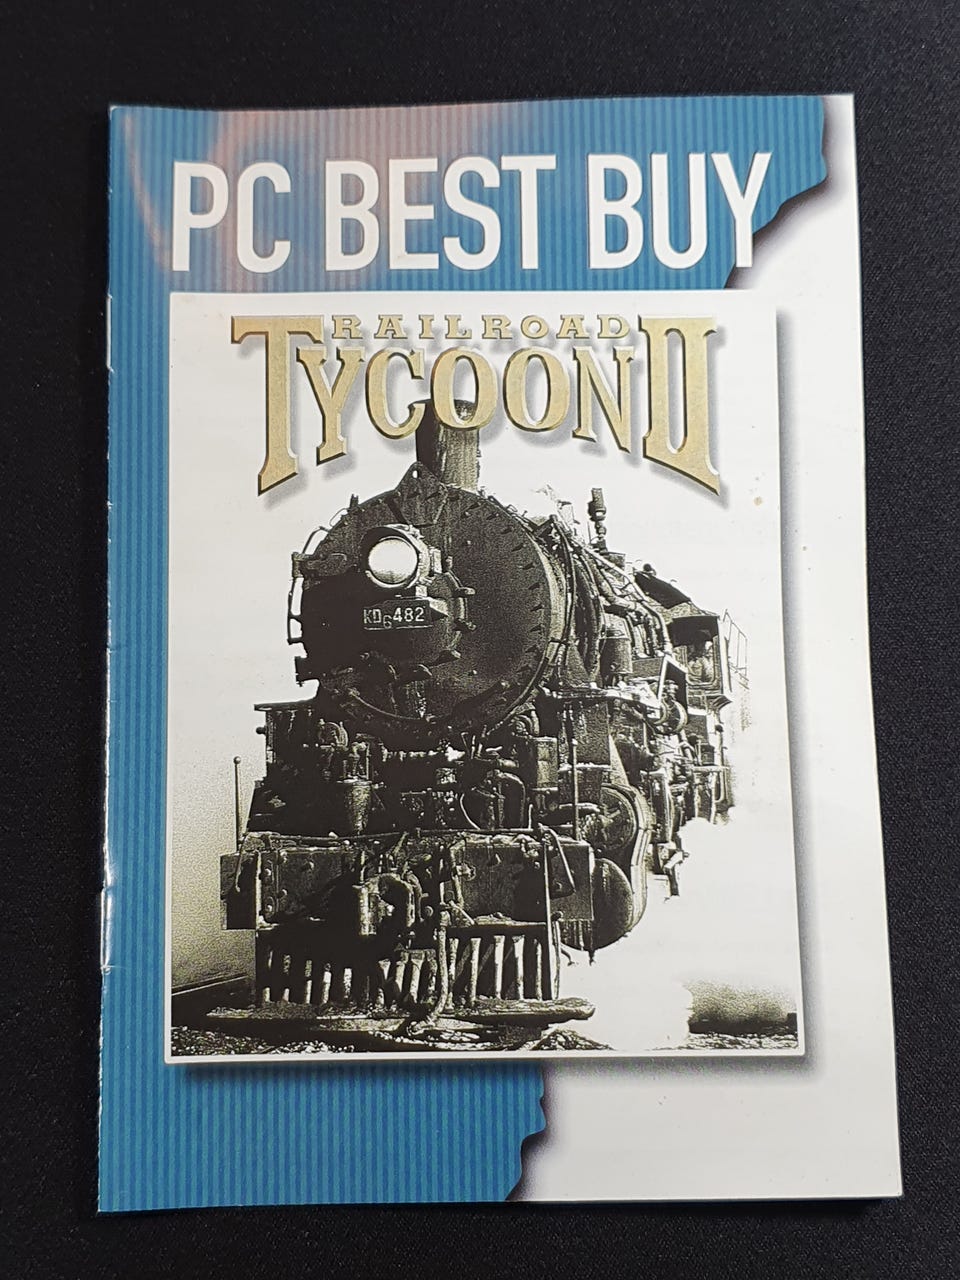 PC BEST BUY
RAILROAD
TYCOON II
KD6482